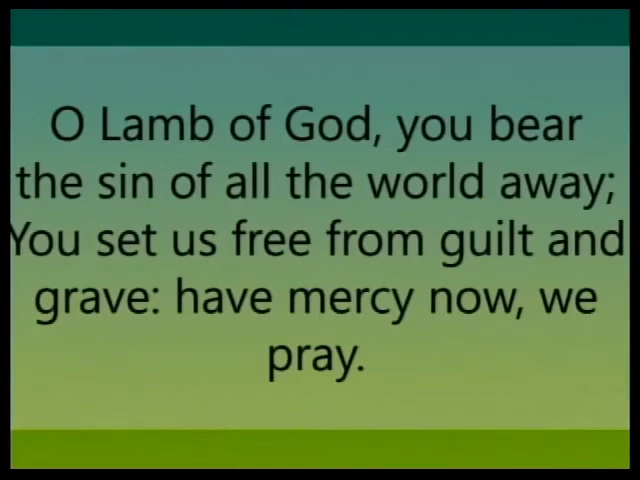 O Lamb of God, you bear
the sin of all the world away;
You set us free from guilt and
grave: have mercy now, we
pray.